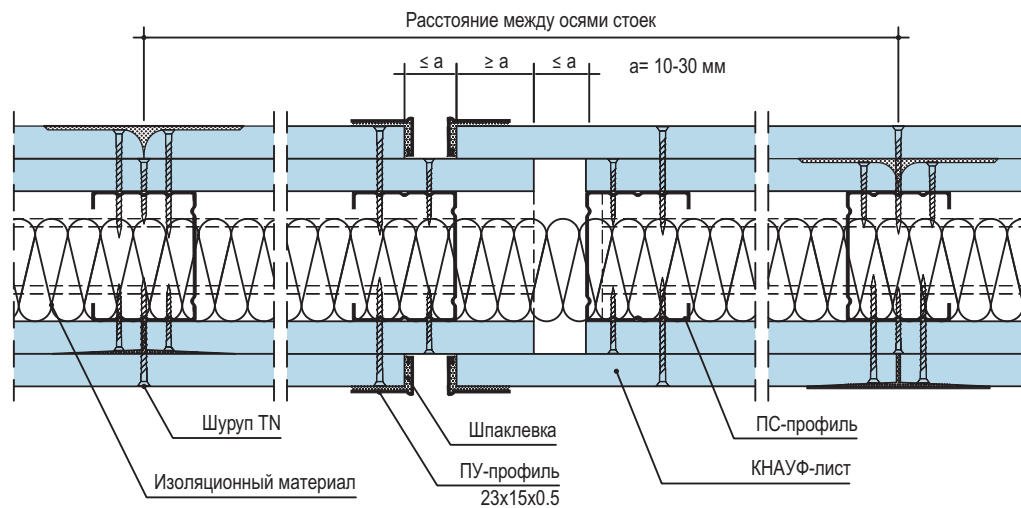 Расстояние между осями стоек
≤ a ≥ a ≤ a a= 10-30 мм
Шуруп TN
Шпаклевка
ПС-профиль
Изоляционный материал
ПУ-профиль
23x15x0.5
КНАУФ-лист